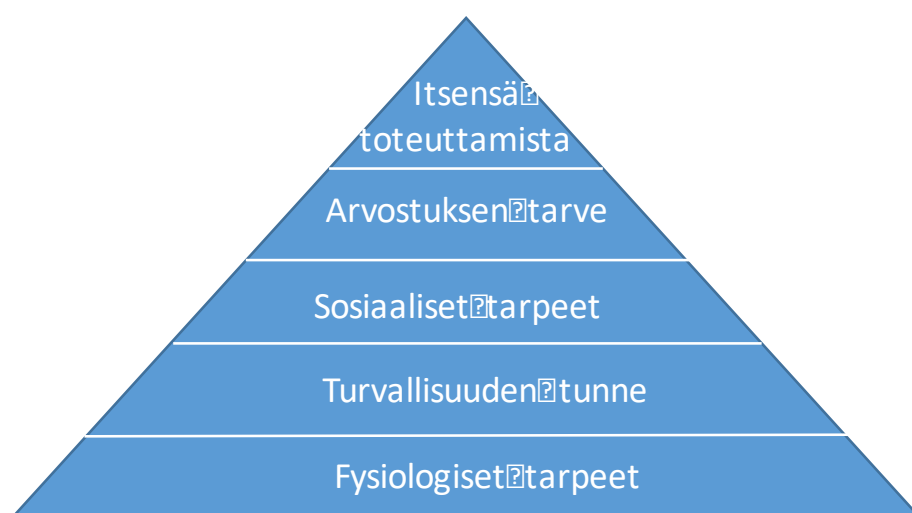 Itsensä�
toteuttamista
Arvostuksen�tarve
Sosiaaliset�tarpeet
Turvallisuuden�tunne
Fysiologiset�tarpeet